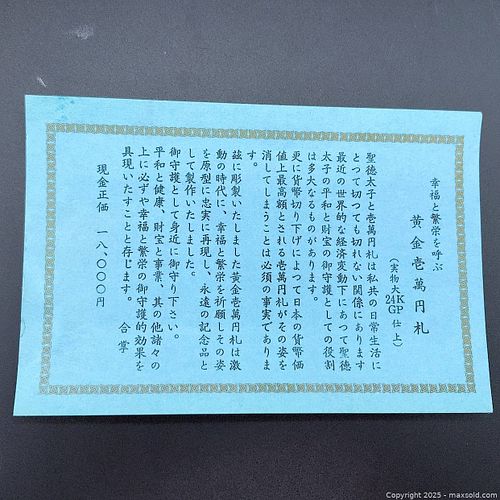 幸福と繁栄を呼ぶ
黄金壱萬円札
(実物大24KGP仕上)
聖徳太子と壱萬円札は私共の日常生活に
とつて切つても切れない関係にあります
最近の世界的な経済変動下にあつて聖徳
太子の平和と財宝の御守護としての役割
は多大なるものがあります。
更に貨幣切り下げによつて日本の貨幣価
値上最高額とされる壱萬円札がその姿を
消してしまうことは必須の事実でありま
す。
茲に彫製いたしました黄金壱萬円札は激
動の時代に、幸福と繁栄を祈願しその姿
を原型に忠実に再現し、永遠の記念品と
して製作いたしました。
御守護として身近に御守り下さい。
平和と健康、財宝と事業、其の他諸々の
上に必ずや幸福と繁栄の御守護的効果を
具現いたすことと存じます。
合掌
現金正価 一八、〇〇〇円
Copyright © 2025 - maxsold.com